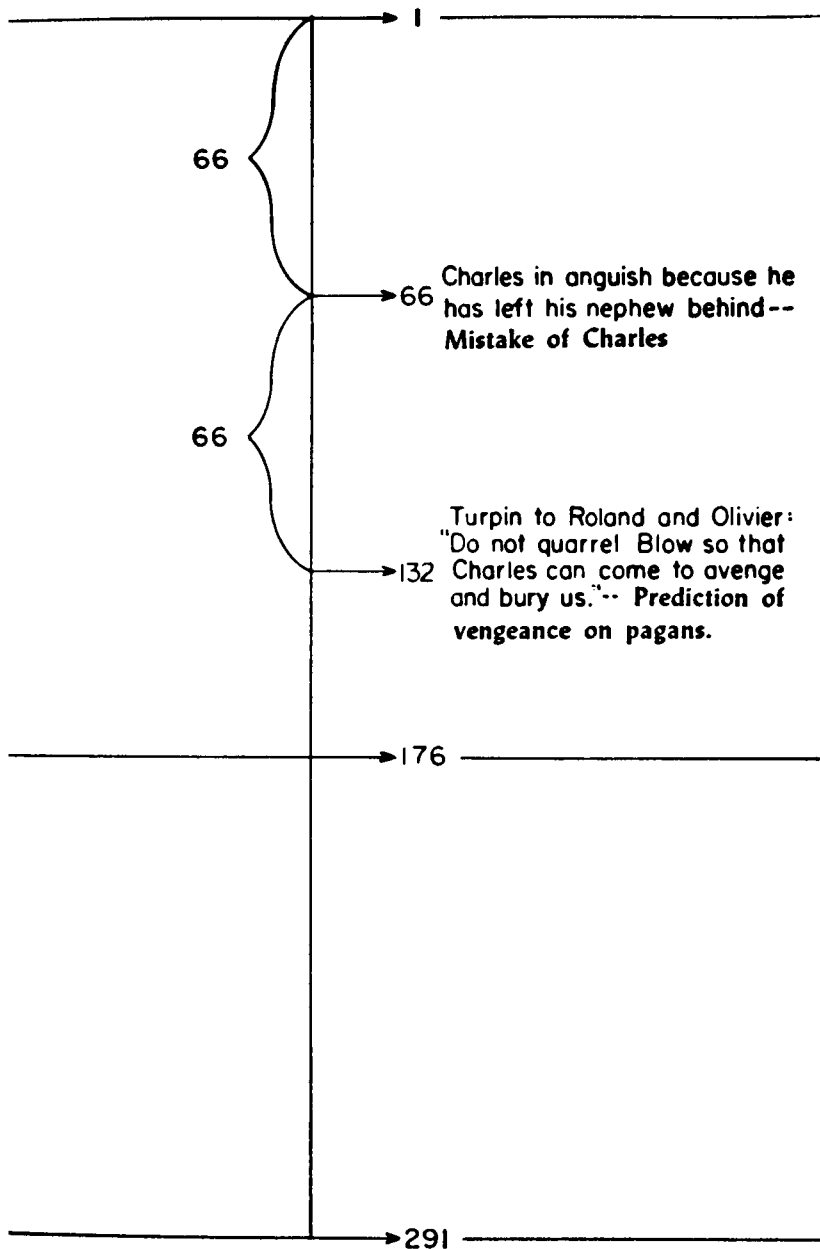 1
66
66 Charles in anguish because he
has left his nephew behind--
Mistake of Charles
66
Turpin to Roland and Olivier:
"Do not quarrel Blow so that
132 Charles can come to avenge
and bury us."-- Prediction of
vengeance on pagans.
176
291